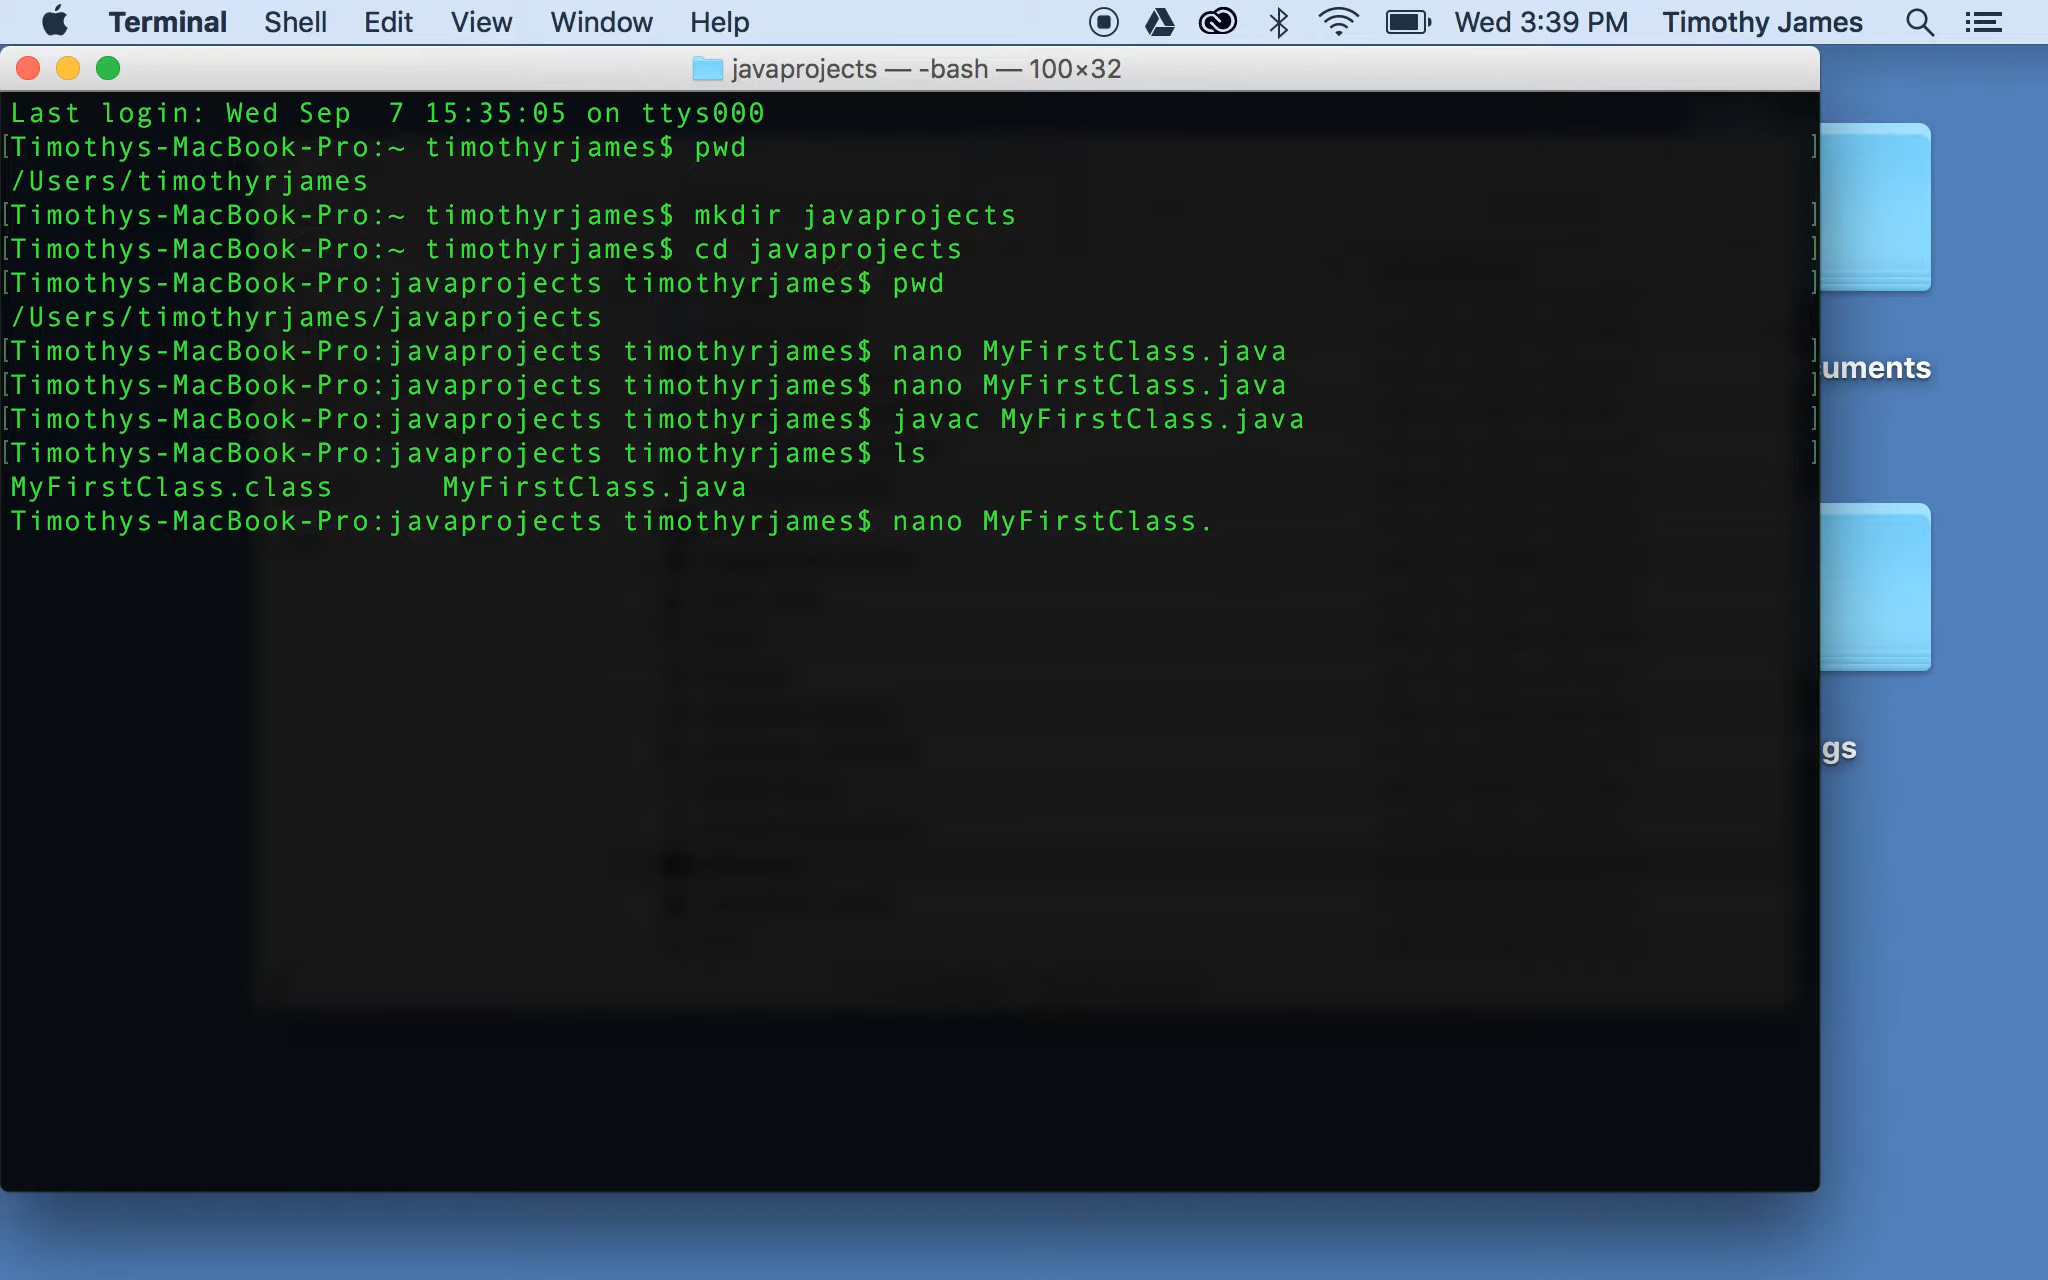 Terminal Shell Edit View Window Help Wed 3:39 PM Timothy James
javaprojects — -bash — 100×32
Last login: Wed Sep  7 15:35:05 on ttys000
[Timothys-MacBook-Pro:~ timothyrjames$ pwd ]
/Users/timothyrjames
[Timothys-MacBook-Pro:~ timothyrjames$ mkdir javaprojects ]
[Timothys-MacBook-Pro:~ timothyrjames$ cd javaprojects ]
[Timothys-MacBook-Pro:javaprojects timothyrjames$ pwd ]
/Users/timothyrjames/javaprojects
[Timothys-MacBook-Pro:javaprojects timothyrjames$ nano MyFirstClass.java ]
[Timothys-MacBook-Pro:javaprojects timothyrjames$ nano MyFirstClass.java ]
[Timothys-MacBook-Pro:javaprojects timothyrjames$ javac MyFirstClass.java ]
[Timothys-MacBook-Pro:javaprojects timothyrjames$ ls ]
MyFirstClass.class MyFirstClass.java
Timothys-MacBook-Pro:javaprojects timothyrjames$ nano MyFirstClass.
uments
gs